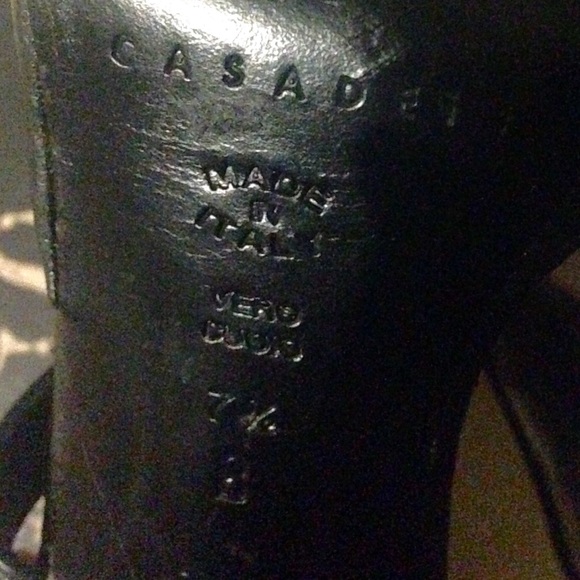 CASADEI
MADE
IN
ITALY
VERO
CUOIO
7½